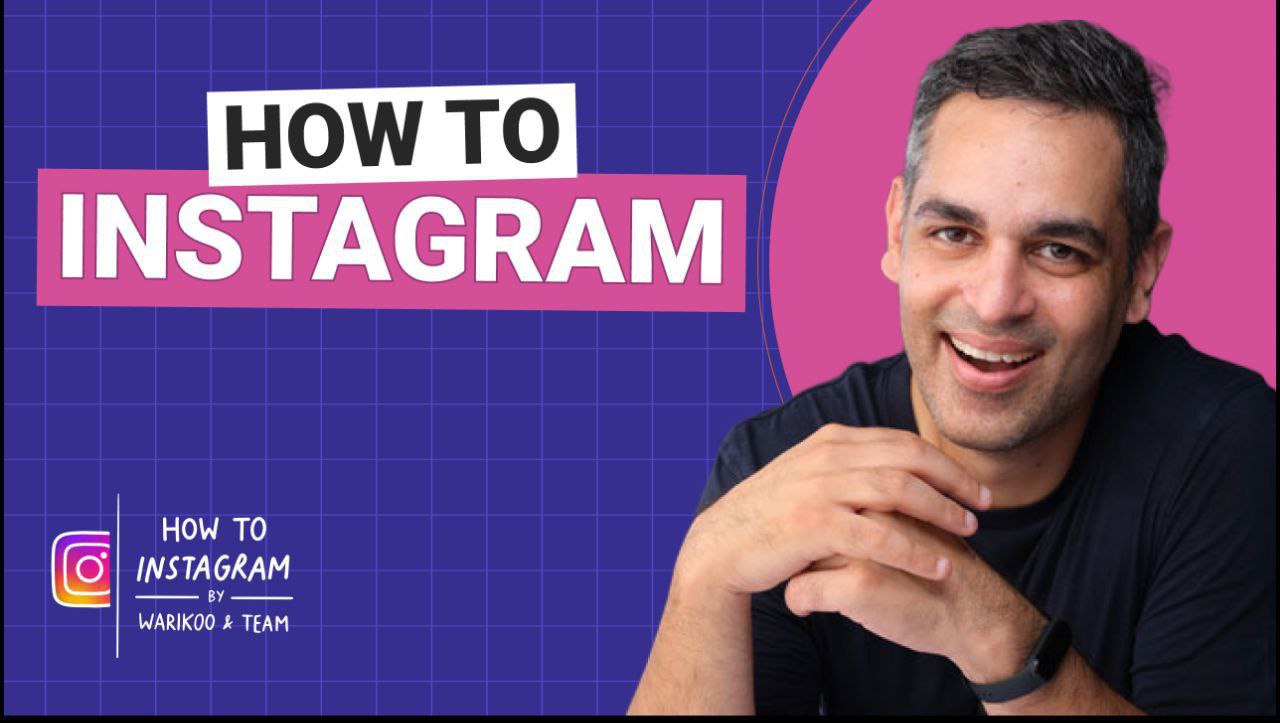 HOW TO
INSTAGRAM
HOW TO
INSTAGRAM
BY
WARIKOO & TEAM